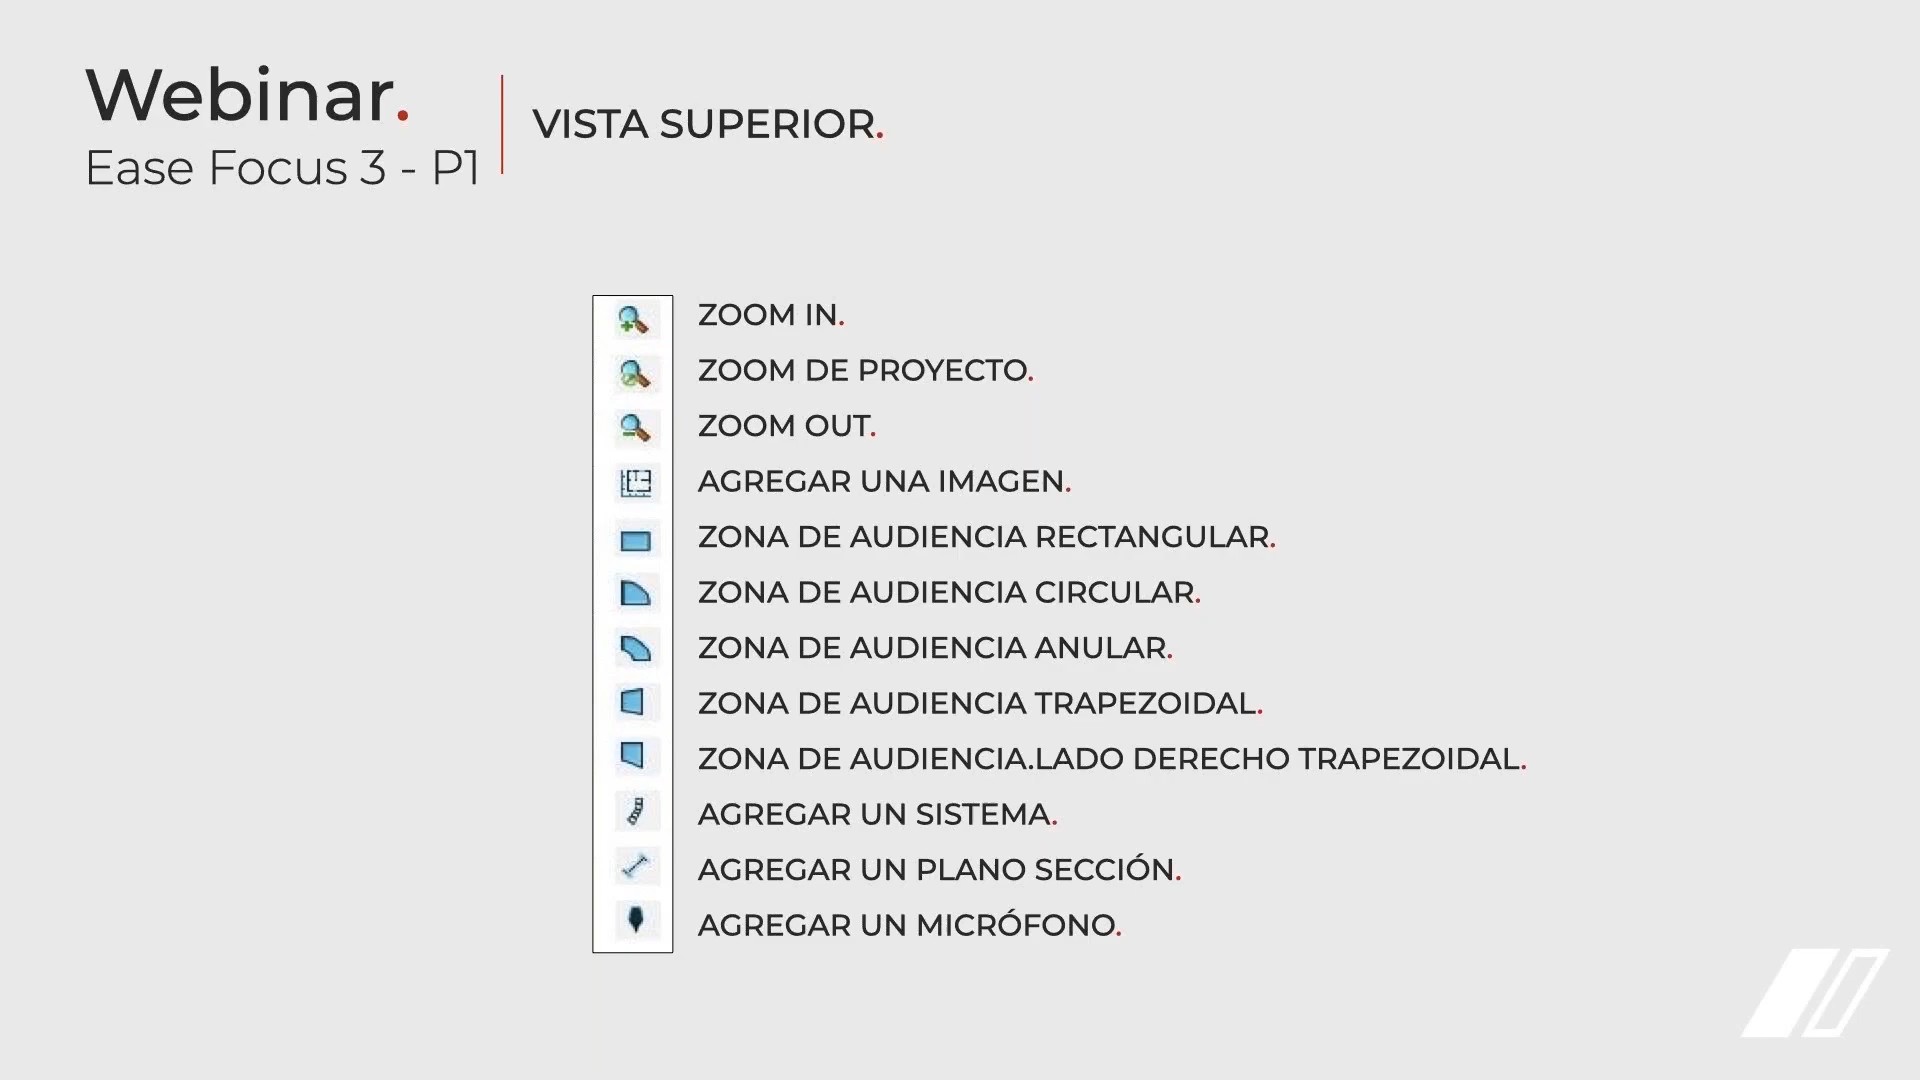 Webinar.
Ease Focus 3 - P1
VISTA SUPERIOR.
ZOOM IN.
ZOOM DE PROYECTO.
ZOOM OUT.
AGREGAR UNA IMAGEN.
ZONA DE AUDIENCIA RECTANGULAR.
ZONA DE AUDIENCIA CIRCULAR.
ZONA DE AUDIENCIA ANULAR.
ZONA DE AUDIENCIA TRAPEZOIDAL.
ZONA DE AUDIENCIA.LADO DERECHO TRAPEZOIDAL.
AGREGAR UN SISTEMA.
AGREGAR UN PLANO SECCIÓN.
AGREGAR UN MICRÓFONO.